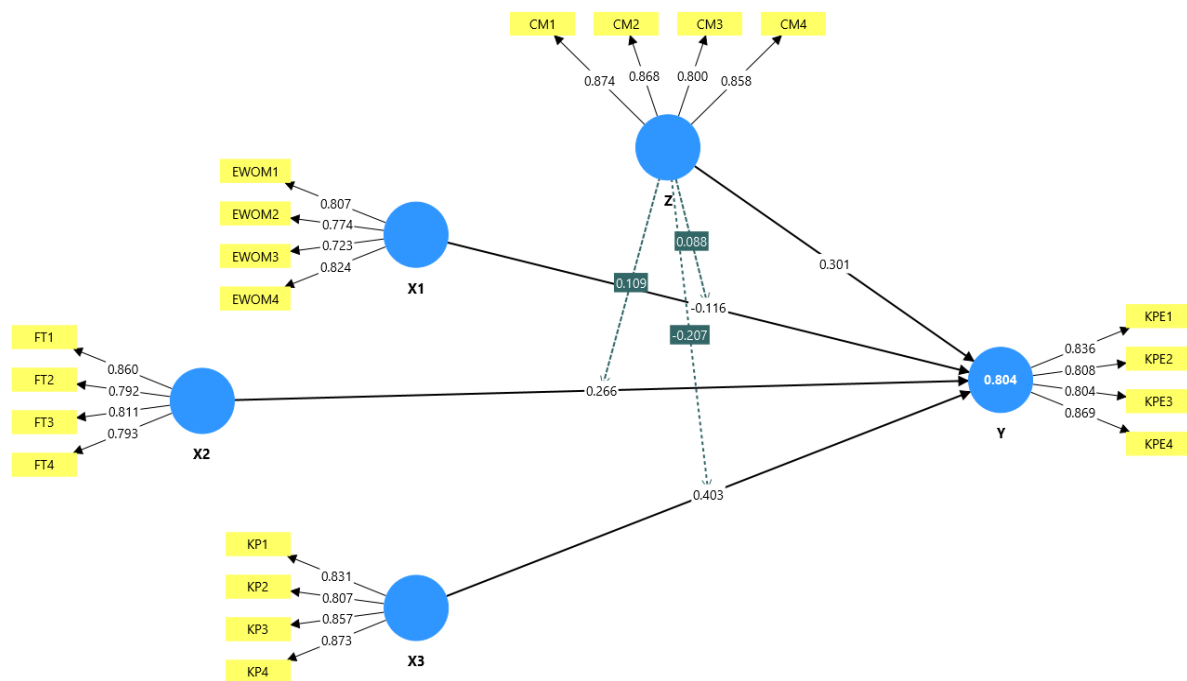 CM1 CM2 CM3 CM4
0.874 0.868 0.800 0.858
Z
EWOM1
EWOM2
EWOM3
EWOM4
0.807
0.774
0.723
0.824
X1
0.088
0.109
-0.116
-0.207
0.301
FT1
FT2
FT3
FT4
0.860
0.792
0.811
0.793
X2
0.266
0.403
KP1
KP2
KP3
KP4
0.831
0.807
0.857
0.873
X3
0.804
Y
0.836
0.808
0.804
0.869
KPE1
KPE2
KPE3
KPE4